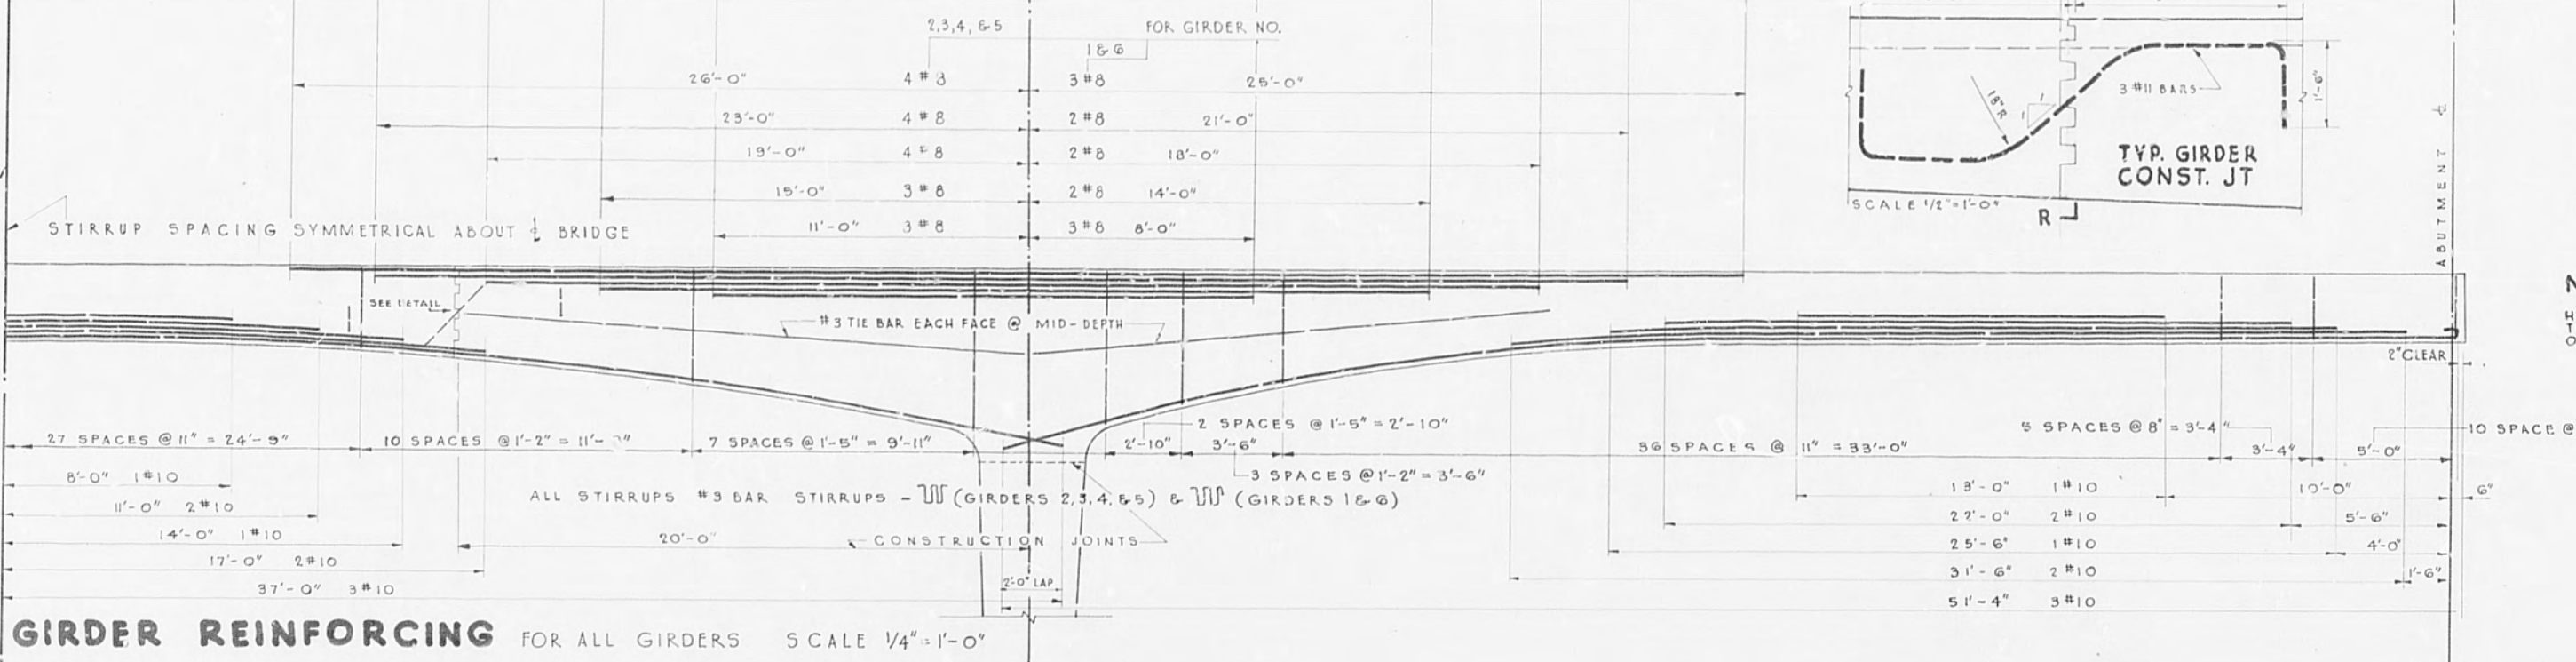 2,3,4, & 5 FOR GIRDER NO.
1 & 6
26'-0" 4 #8 3 #8 25'-0"
23'-0" 4 #8 2 #8 21'-0"
19'-0" 4 #8 2 #8 18'-0"
15'-0" 3 #8 2 #8 14'-0"
11'-0" 3 #8 3 #8 8'-0"
STIRRUP SPACING SYMMETRICAL ABOUT ℄ BRIDGE
18" R
1
1
3 #11 BARS
1'-6"
TYP. GIRDER
CONST. JT
SCALE 1/2"=1'-0"
R
ABUTMENT ℄
SEE DETAIL
#3 TIE BAR EACH FACE @ MID-DEPTH
2" CLEAR
27 SPACES @ 11" = 24'-9"
10 SPACES @ 1'-2" = 11'-
7 SPACES @ 1'-5" = 9'-11"
2 SPACES @ 1'-5" = 2'-10"
2'-10" 3'-6"
3 SPACES @ 1'-2" = 3'-6"
36 SPACES @ 11" = 33'-0"
5 SPACES @ 8" = 3'-4"
3'-4" 5'-0"
10 SPACE @
ALL STIRRUPS #3 BAR STIRRUPS - (GIRDERS 2,3,4, & 5) & (GIRDERS 1 & 6)
8'-0" 1 #10
11'-0" 2 #10
14'-0" 1 #10
17'-0" 2 #10
37'-0" 3 #10
20'-0"
CONSTRUCTION JOINTS
2'-0" LAP
13'-0" 1 #10 10'-0" 6"
22'-0" 2 #10 5'-6"
25'-6" 1 #10 4'-0"
31'-6" 2 #10 1'-6"
51'-4" 3 #10
GIRDER REINFORCING FOR ALL GIRDERS SCALE 1/4" = 1'-0"